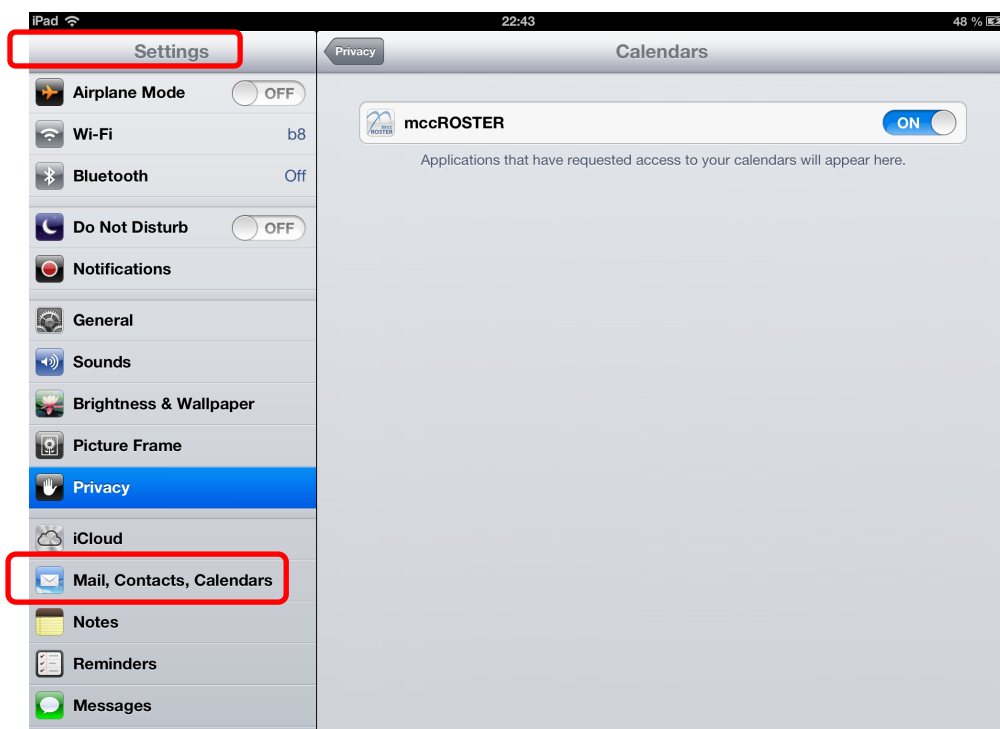 iPad 22:43 48 %
Settings
Privacy Calendars
Airplane Mode OFF
Wi-Fi b8
Bluetooth Off
Do Not Disturb OFF
Notifications
General
Sounds
Brightness & Wallpaper
Picture Frame
Privacy
iCloud
Mail, Contacts, Calendars
Notes
Reminders
Messages
mcc
ROSTER
mccROSTER ON
Applications that have requested access to your calendars will appear here.